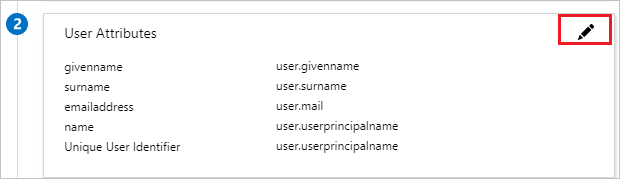 2
User Attributes
givenname user.givenname
surname user.surname
emailaddress user.mail
name user.userprincipalname
Unique User Identifier user.userprincipalname